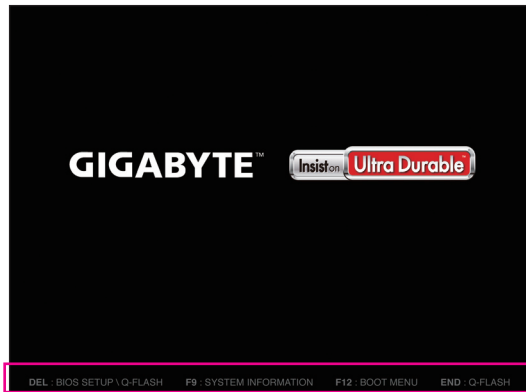 GIGABYTE™ Insist on Ultra Durable™
DEL : BIOS SETUP \ Q-FLASH F9 : SYSTEM INFORMATION F12 : BOOT MENU END : Q-FLASH